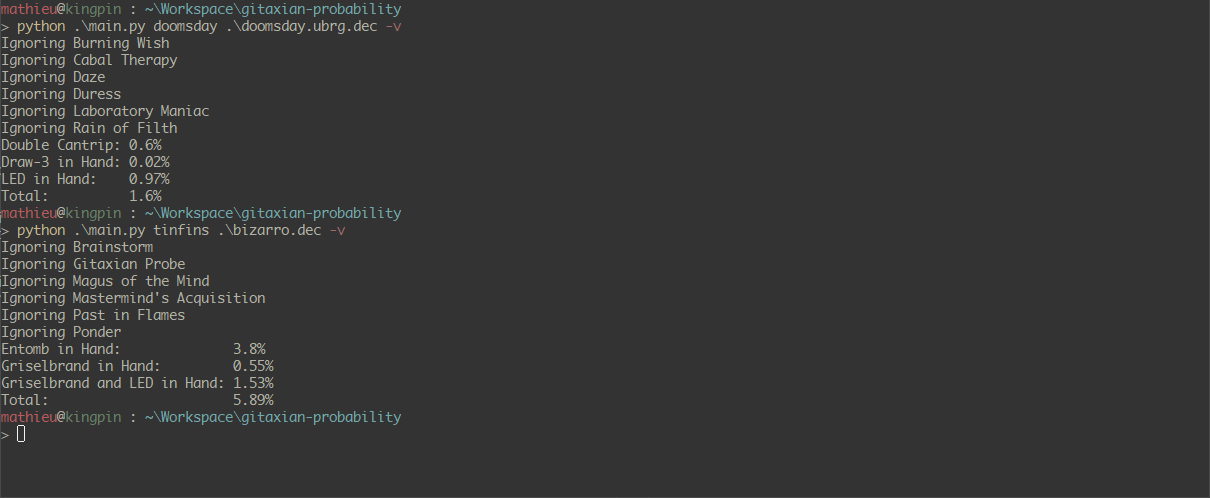 mathieu@kingpin : ~\Workspace\gitaxian-probability
> python .\main.py doomsday .\doomsday.ubrg.dec -v
Ignoring Burning Wish
Ignoring Cabal Therapy
Ignoring Daze
Ignoring Duress
Ignoring Laboratory Maniac
Ignoring Rain of Filth
Double Cantrip: 0.6%
Draw-3 in Hand: 0.02%
LED in Hand:    0.97%
Total:          1.6%
mathieu@kingpin : ~\Workspace\gitaxian-probability
> python .\main.py tinfins .\bizarro.dec -v
Ignoring Brainstorm
Ignoring Gitaxian Probe
Ignoring Magus of the Mind
Ignoring Mastermind's Acquisition
Ignoring Past in Flames
Ignoring Ponder
Entomb in Hand:              3.8%
Griselbrand in Hand:         0.55%
Griselbrand and LED in Hand: 1.53%
Total:                       5.89%
mathieu@kingpin : ~\Workspace\gitaxian-probability
>